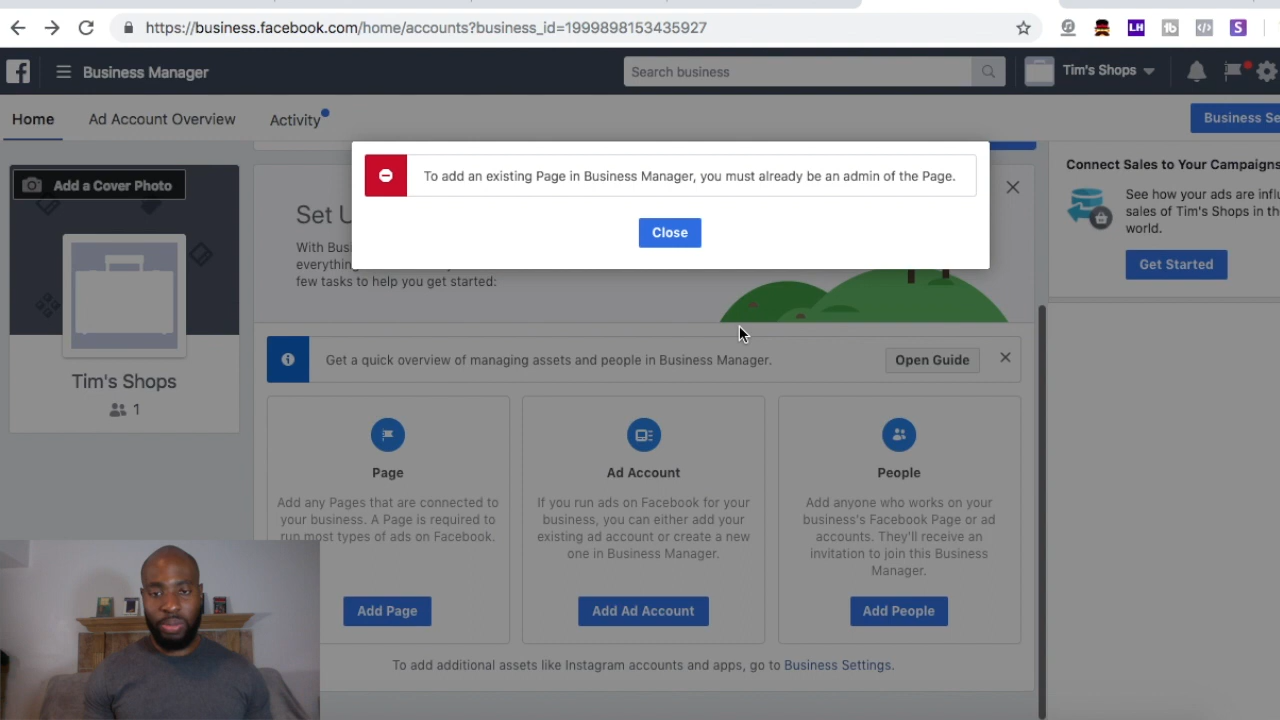 https://business.facebook.com/home/accounts?business_id=1999898153435927
LH
tb
</>
S
f
Business Manager
Search business
Tim's Shops
Home
Ad Account Overview
Activity
Business Se
Add a Cover Photo
To add an existing Page in Business Manager, you must already be an admin of the Page.
Close
Set U
With Bus
everything
few tasks to help you get started:
Connect Sales to Your Campaigns
See how your ads are influ
sales of Tim's Shops in th
world.
Get Started
Tim's Shops
1
Get a quick overview of managing assets and people in Business Manager.
Open Guide
Page
Add any Pages that are connected to
your business. A Page is required to
run most types of ads on Facebook.
Add Page
Ad Account
If you run ads on Facebook for your
business, you can either add your
existing ad account or create a new
one in Business Manager.
Add Ad Account
People
Add anyone who works on your
business's Facebook Page or ad
accounts. They'll receive an
invitation to join this Business
Manager.
Add People
To add additional assets like Instagram accounts and apps, go to Business Settings.